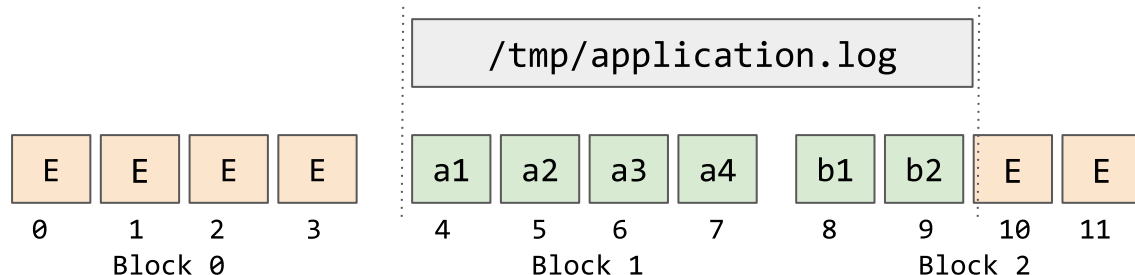 /tmp/application.log
E E E E a1 a2 a3 a4 b1 b2 E E
0 1 2 3 4 5 6 7 8 9 10 11
Block 0 Block 1 Block 2